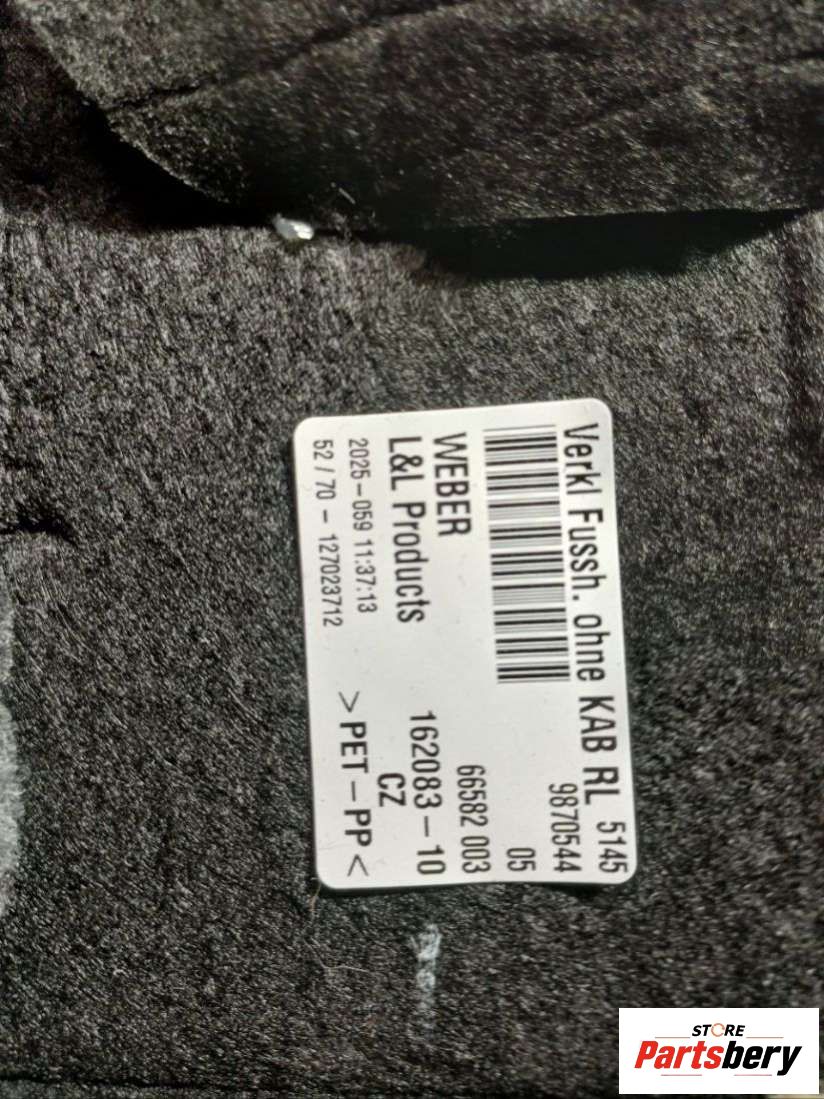 Verkl Fussh. ohne KAB RL 5145
9870544
05
WEBER 66582 003
L&L Products 162083-10
2025-059 11:37:13 CZ
52 / 70 - 127023712 >PET-PP<
STORE
Partsbery